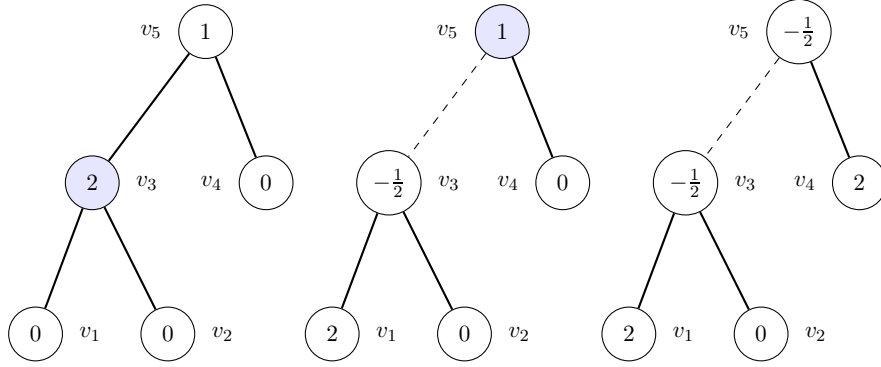 v₅ 1 v₅ 1 v₅ -½
2 v₃ v₄ 0 -½ v₃ v₄ 0 -½ v₃ v₄ 2
0 v₁ 0 v₂ 2 v₁ 0 v₂ 2 v₁ 0 v₂